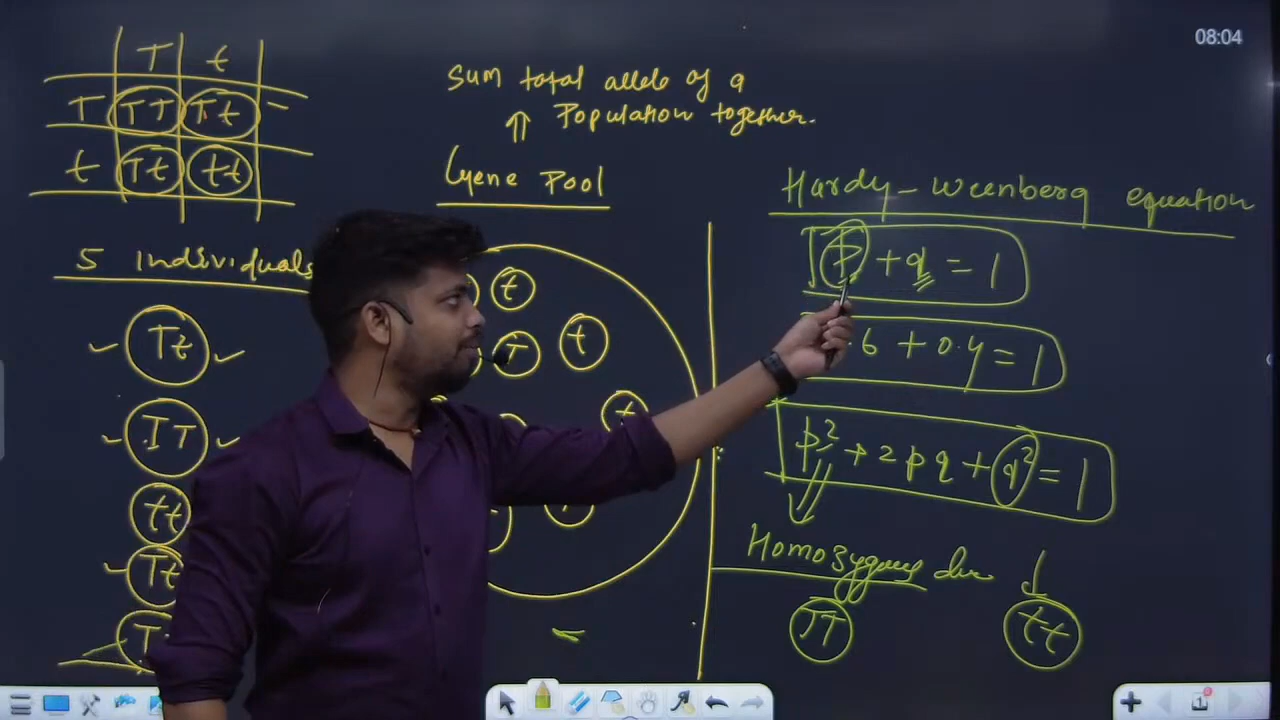 08:04
T t
T TT Tt
t Tt tt
Sum total allele of a
Population together.
Gene Pool
5 individuals
Tt
TT
tt
Tt
t
T t
t
Hardy-Weenberg equation
p + q = 1
.6 + 0.4 = 1
p² + 2pq + q² = 1
Homozygous
TT tt
1